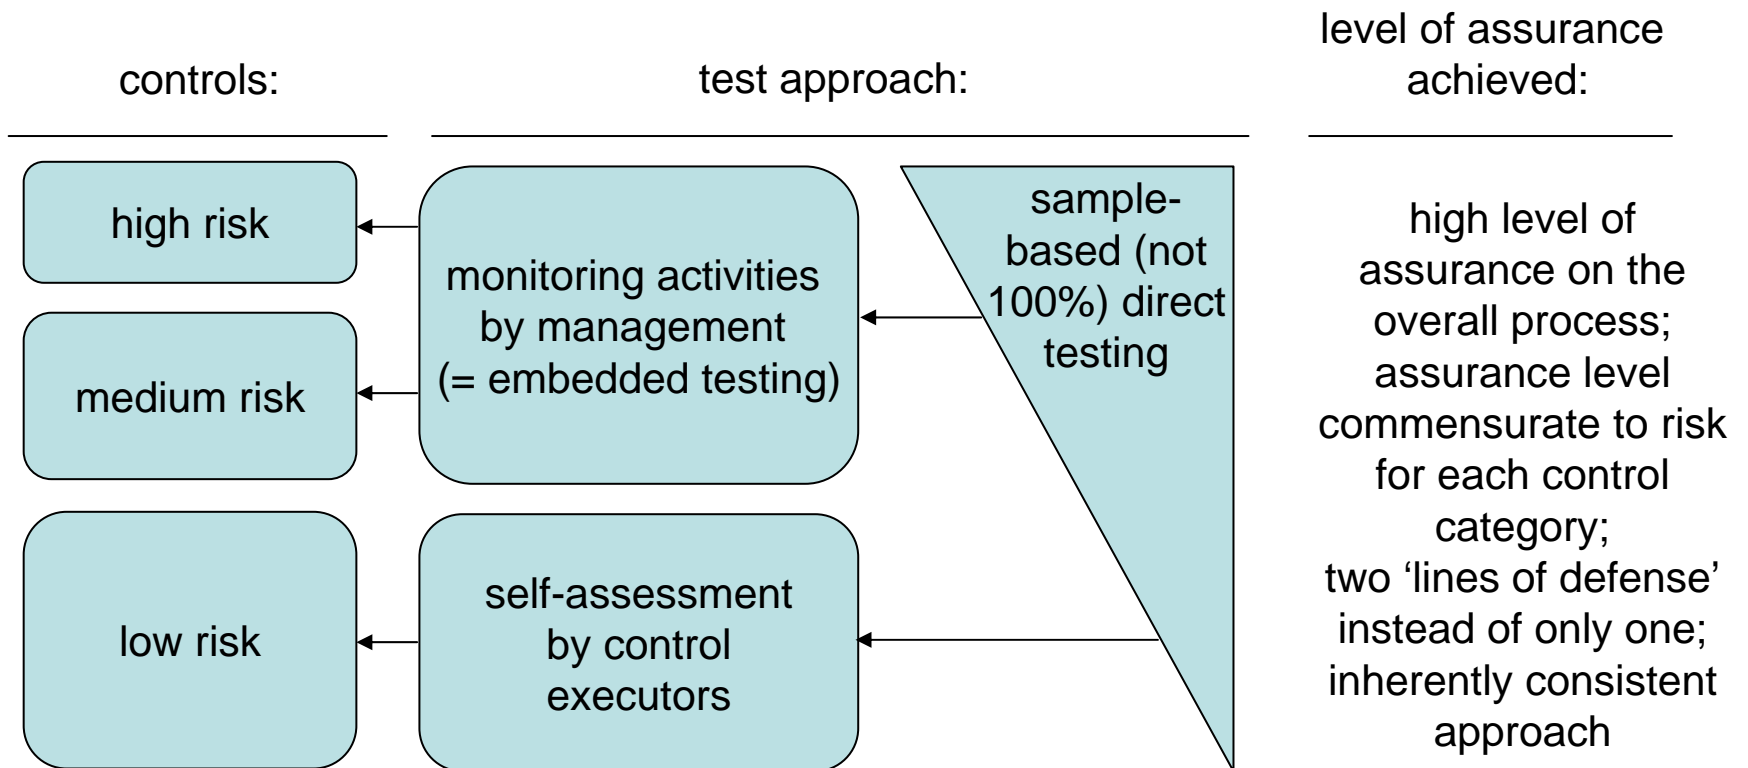 controls:
test approach:
level of assurance
achieved:
high risk
medium risk
low risk
monitoring activities
by management
(= embedded testing)
self-assessment
by control
executors
sample-
based (not
100%) direct
testing
high level of
assurance on the
overall process;
assurance level
commensurate to risk
for each control
category;
two ‘lines of defense’
instead of only one;
inherently consistent
approach